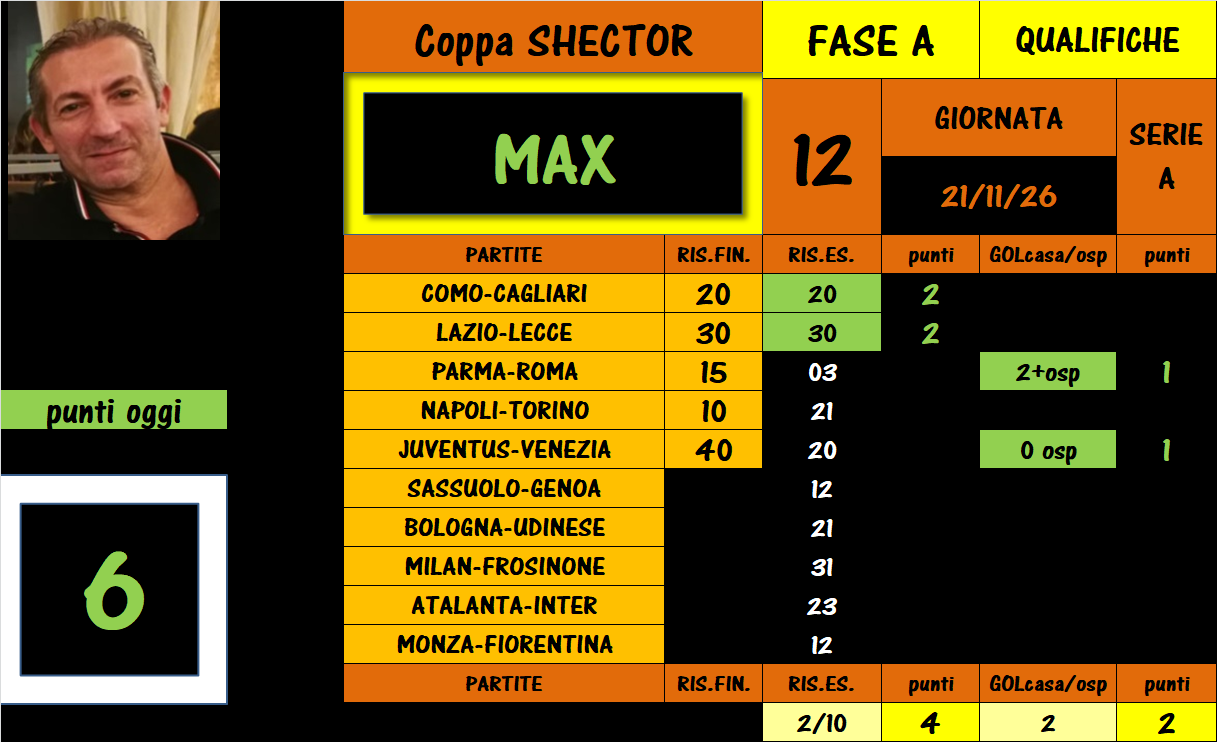 Coppa SHECTOR FASE A QUALIFICHE
MAX 12 GIORNATA SERIE A
21/11/26
PARTITE RIS.FIN. RIS.ES. punti GOLcasa/osp punti
COMO-CAGLIARI 20 20 2
LAZIO-LECCE 30 30 2
PARMA-ROMA 15 03 2+osp 1
NAPOLI-TORINO 10 21
punti oggi
JUVENTUS-VENEZIA 40 20 0 osp 1
SASSUOLO-GENOA 12
BOLOGNA-UDINESE 21
MILAN-FROSINONE 31
6
ATALANTA-INTER 23
MONZA-FIORENTINA 12
PARTITE RIS.FIN. RIS.ES. punti GOLcasa/osp punti
2/10 4 2 2